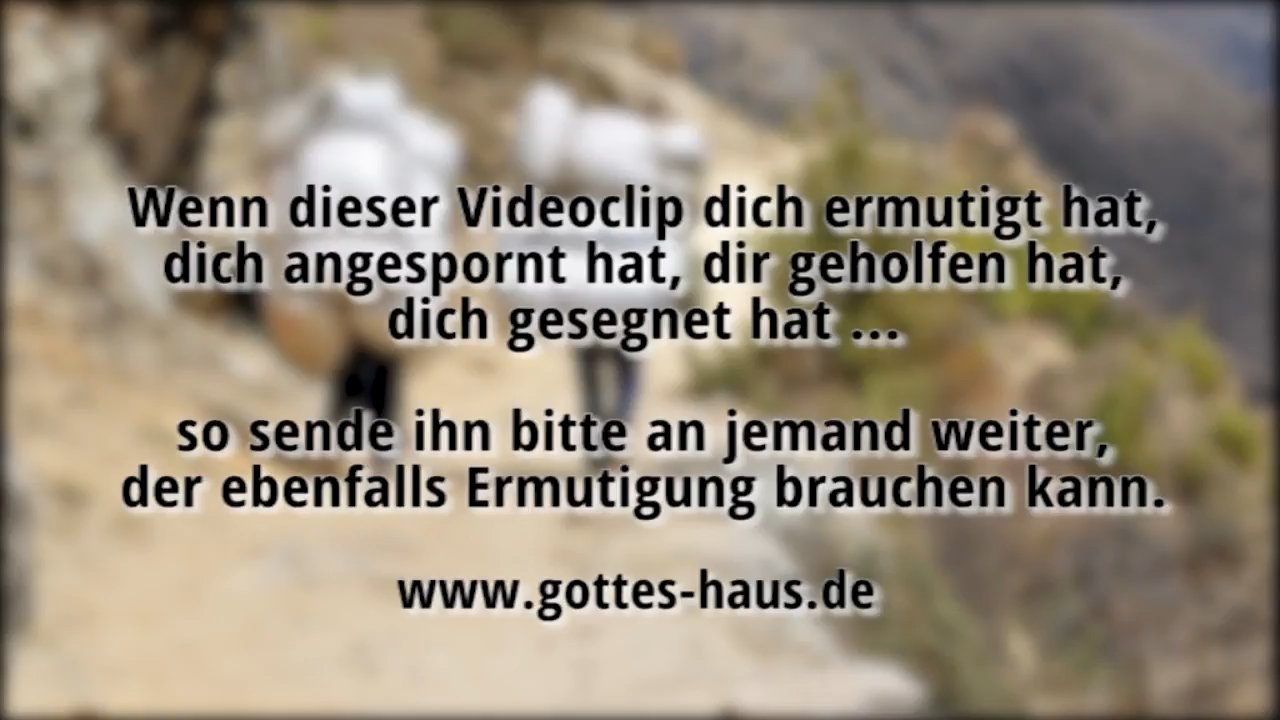 Wenn dieser Videoclip dich ermutigt hat,
dich angespornt hat, dir geholfen hat,
dich gesegnet hat ...
so sende ihn bitte an jemand weiter,
der ebenfalls Ermutigung brauchen kann.
www.gottes-haus.de